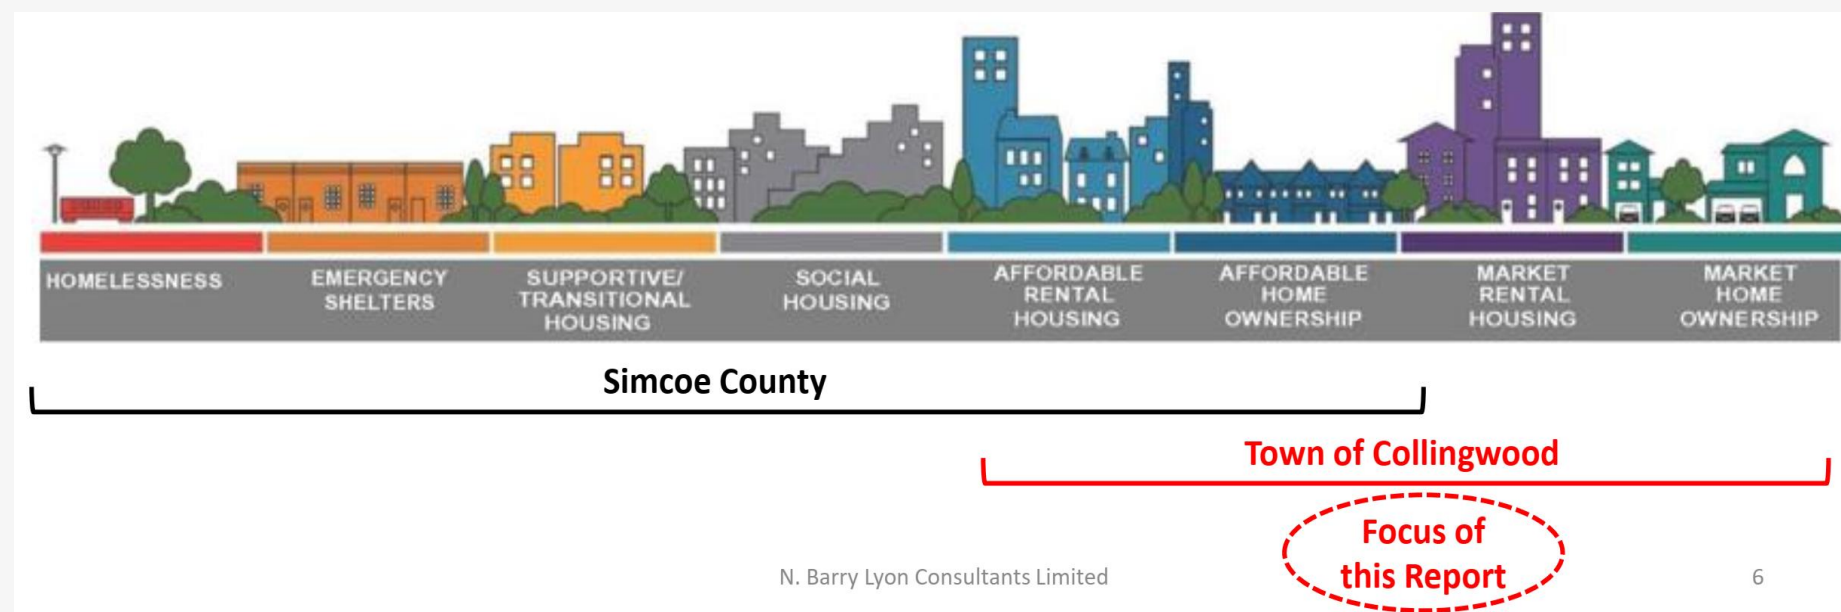 HOMELESSNESS
EMERGENCY
SHELTERS
SUPPORTIVE/
TRANSITIONAL
HOUSING
SOCIAL
HOUSING
AFFORDABLE
RENTAL
HOUSING
AFFORDABLE
HOME
OWNERSHIP
MARKET
RENTAL
HOUSING
MARKET
HOME
OWNERSHIP
Simcoe County
Town of Collingwood
Focus of
this Report
N. Barry Lyon Consultants Limited
6